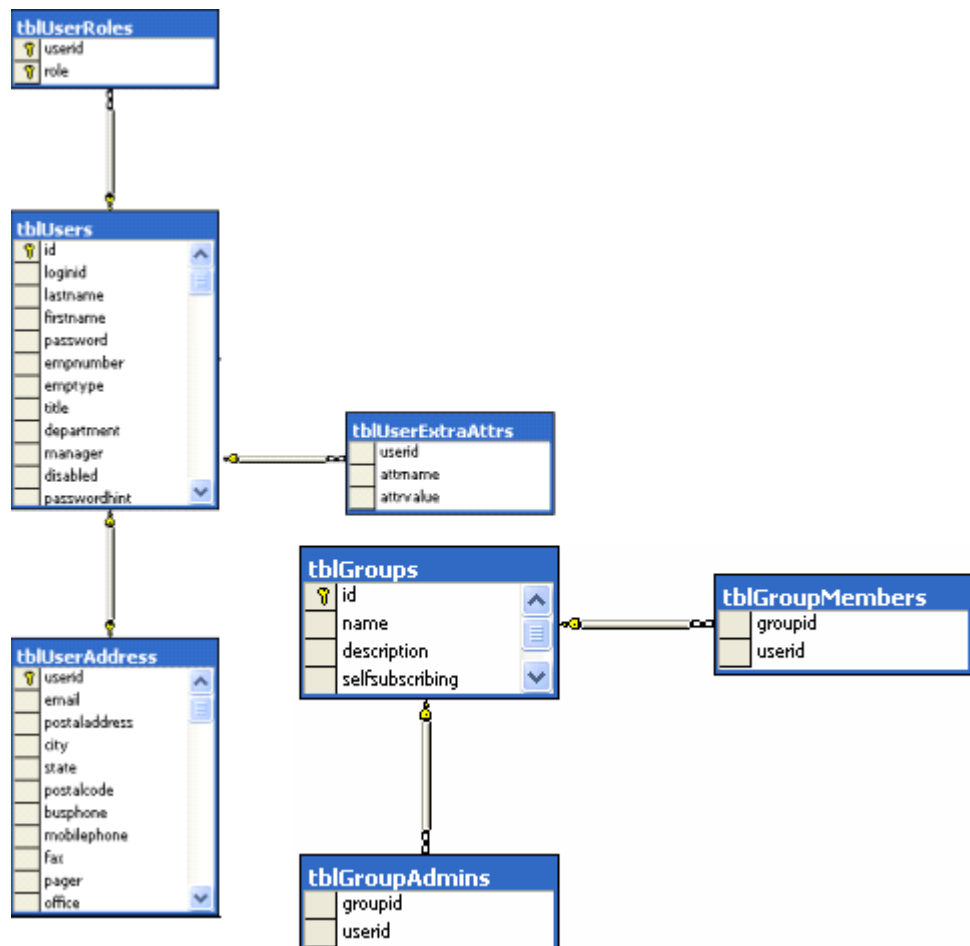 tblUserRoles
userid
role
tblUsers
id
loginid
lastname
firstname
password
empnumber
emptype
title
department
manager
disabled
passwordhint
tblUserExtraAttrs
userid
attrname
attrvalue
tblUserAddress
userid
email
postaladdress
city
state
postalcode
busphone
mobilephone
fax
pager
office
tblGroups
id
name
description
selfsubscribing
tblGroupMembers
groupid
userid
tblGroupAdmins
groupid
userid